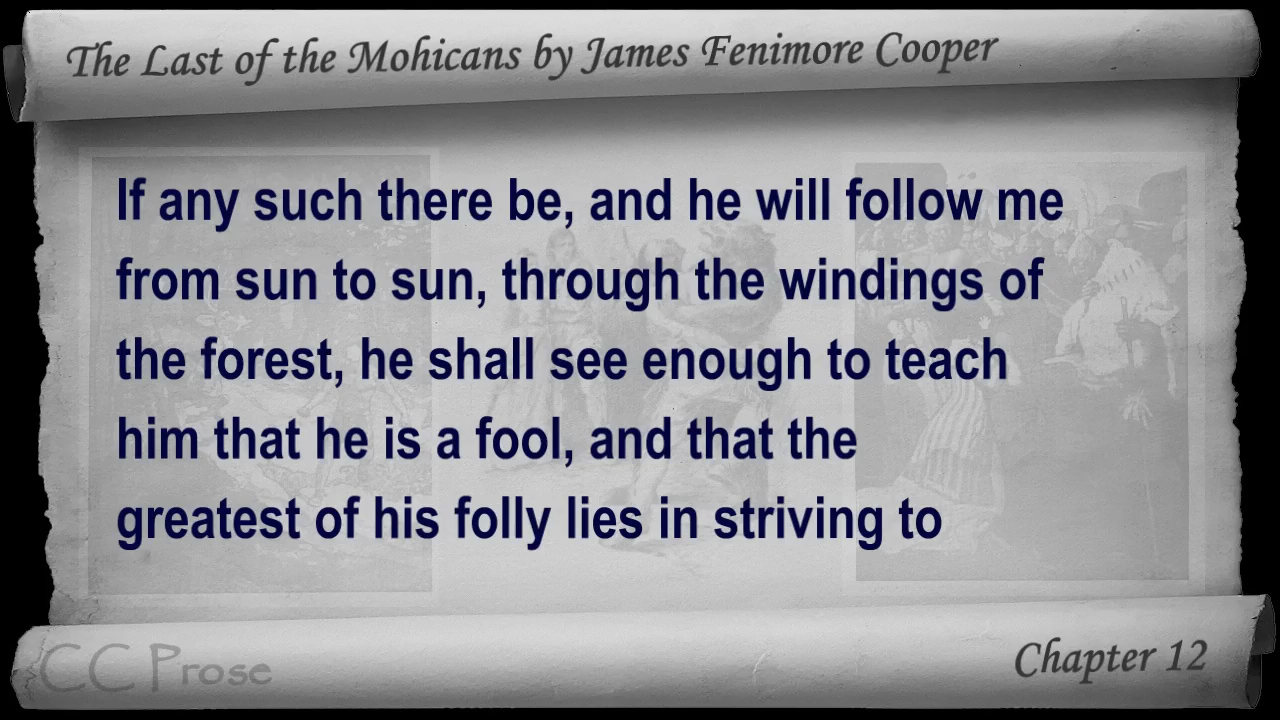 The Last of the Mohicans by James Fenimore Cooper
If any such there be, and he will follow me
from sun to sun, through the windings of
the forest, he shall see enough to teach
him that he is a fool, and that the
greatest of his folly lies in striving to
CC Prose
Chapter 12